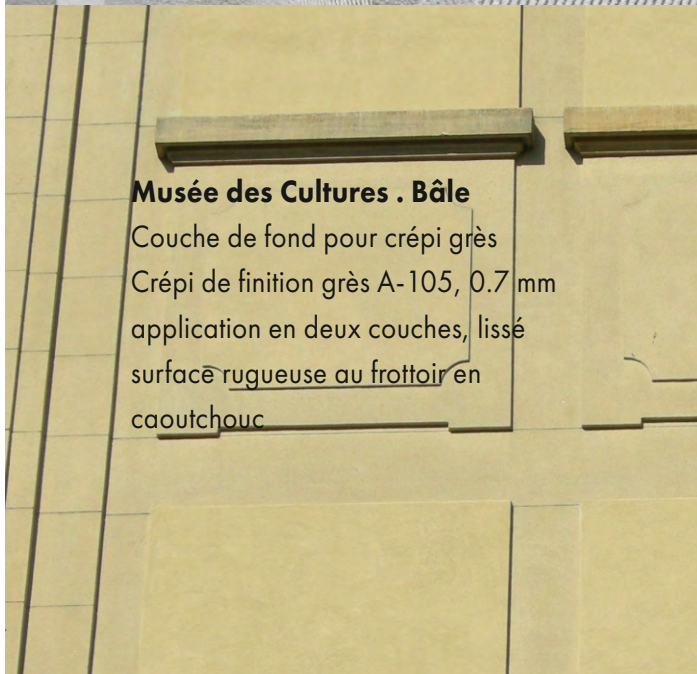 Musée des Cultures . Bâle
Couche de fond pour crépi grès
Crépi de finition grès A-105, 0.7 mm
application en deux couches, lissé
surface rugueuse au frottoir en
caoutchouc